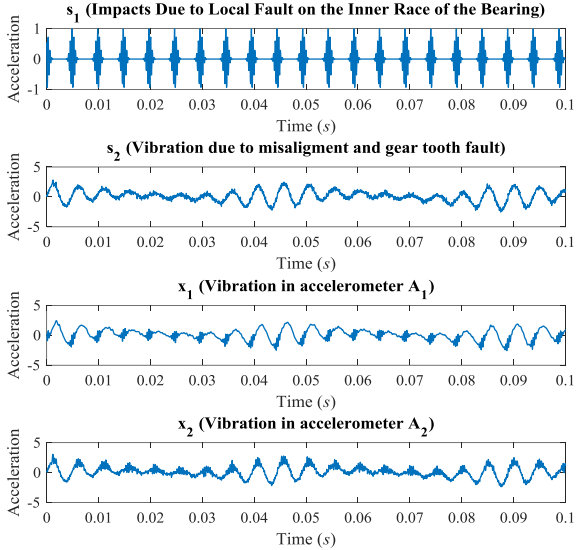 s₁ (Impacts Due to Local Fault on the Inner Race of the Bearing)
Acceleration
1
0
-1
0 0.01 0.02 0.03 0.04 0.05 0.06 0.07 0.08 0.09 0.1
Time (s)
s₂ (Vibration due to misaligment and gear tooth fault)
Acceleration
5
0
-5
0 0.01 0.02 0.03 0.04 0.05 0.06 0.07 0.08 0.09 0.1
Time (s)
x₁ (Vibration in accelerometer A₁)
Acceleration
5
0
-5
0 0.01 0.02 0.03 0.04 0.05 0.06 0.07 0.08 0.09 0.1
Time (s)
x₂ (Vibration in accelerometer A₂)
Acceleration
5
0
-5
0 0.01 0.02 0.03 0.04 0.05 0.06 0.07 0.08 0.09 0.1
Time (s)